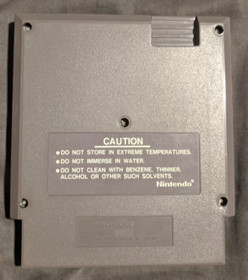 CAUTION
•DO NOT STORE IN EXTREME TEMPERATURES.
•DO NOT IMMERSE IN WATER.
•DO NOT CLEAN WITH BENZENE, THINNER,
ALCOHOL OR OTHER SUCH SOLVENTS.
Nintendo®